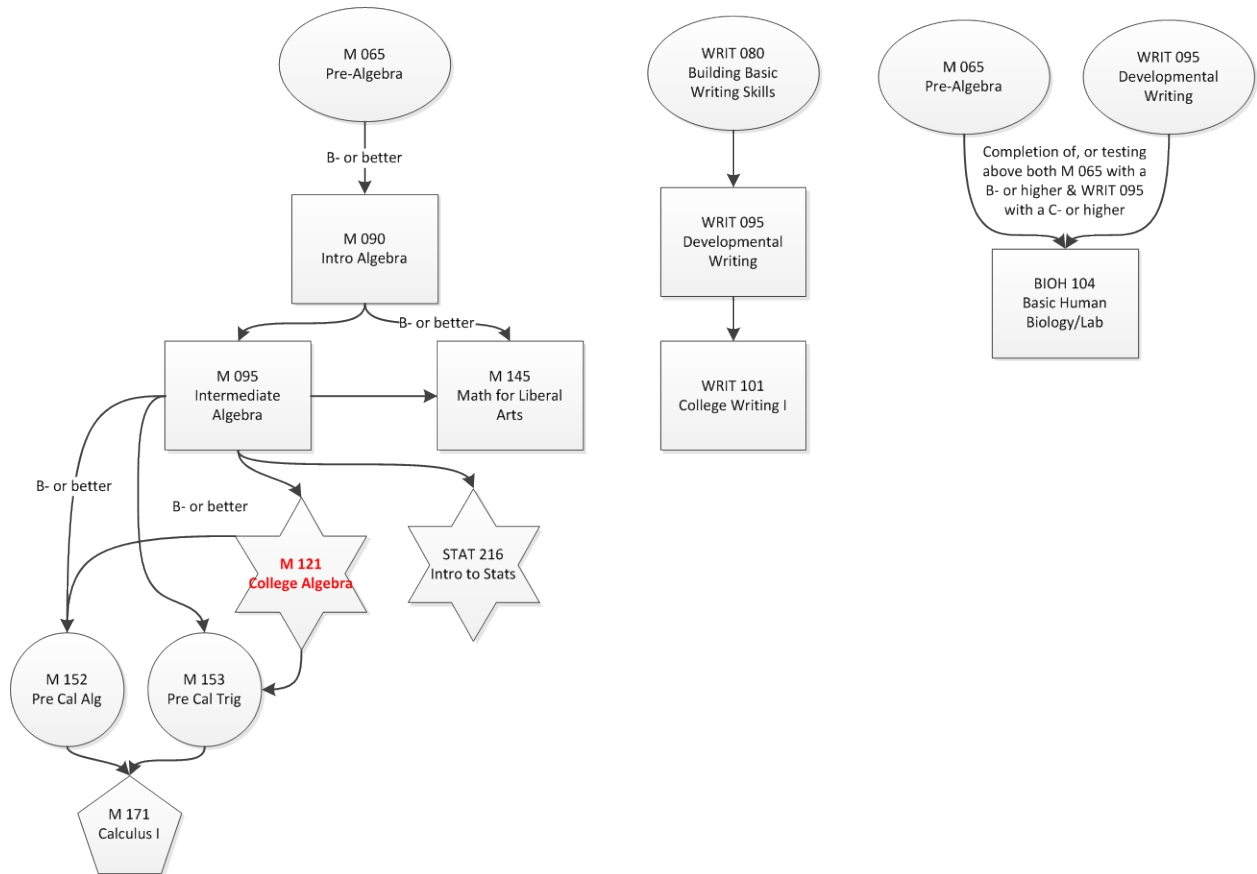 M 065
Pre-Algebra
B- or better
M 090
Intro Algebra
B- or better
M 095
Intermediate
Algebra
M 145
Math for Liberal
Arts
B- or better
B- or better
M 121
College Algebra
STAT 216
Intro to Stats
M 152
Pre Cal Alg
M 153
Pre Cal Trig
M 171
Calculus I
WRIT 080
Building Basic
Writing Skills
WRIT 095
Developmental
Writing
WRIT 101
College Writing I
M 065
Pre-Algebra
WRIT 095
Developmental
Writing
Completion of, or testing
above both M 065 with a
B- or higher & WRIT 095
with a C- or higher
BIOH 104
Basic Human
Biology/Lab